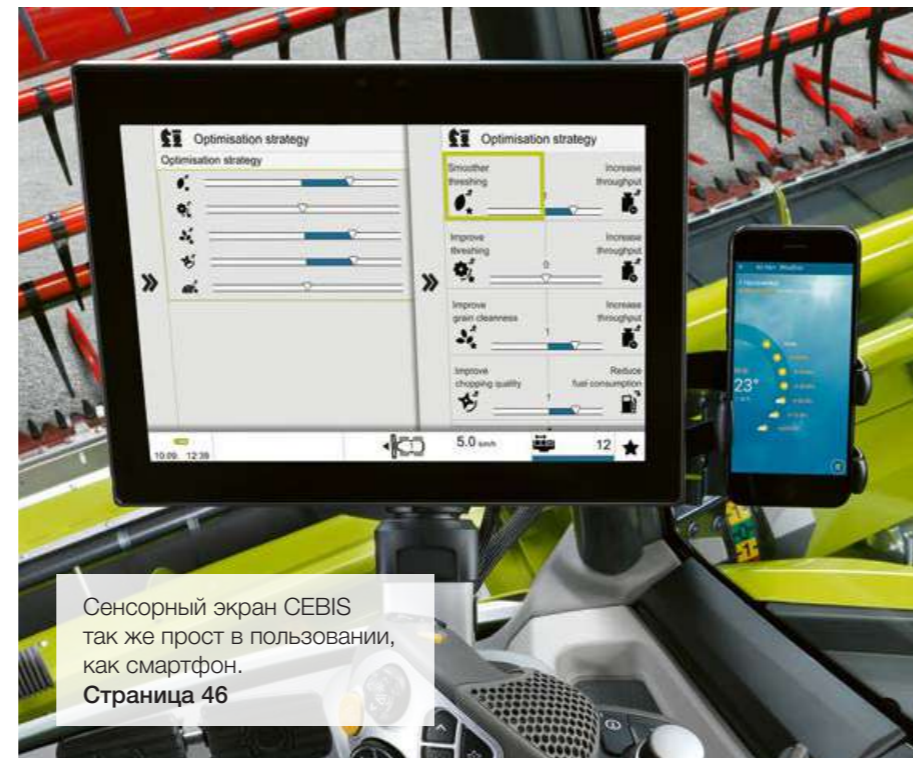 Optimisation strategy
Optimisation strategy
Optimisation strategy
Smoother
threshing
Increase
throughput
Improve
threshing
Increase
throughput
0
Improve
grain cleanness
Increase
throughput
1
Improve
chopping quality
Reduce
fuel consumption
1
10.09. 12:39
5.0 km/h
12
23°
Сенсорный экран CEBIS
так же прост в пользовании,
как смартфон.
Страница 46